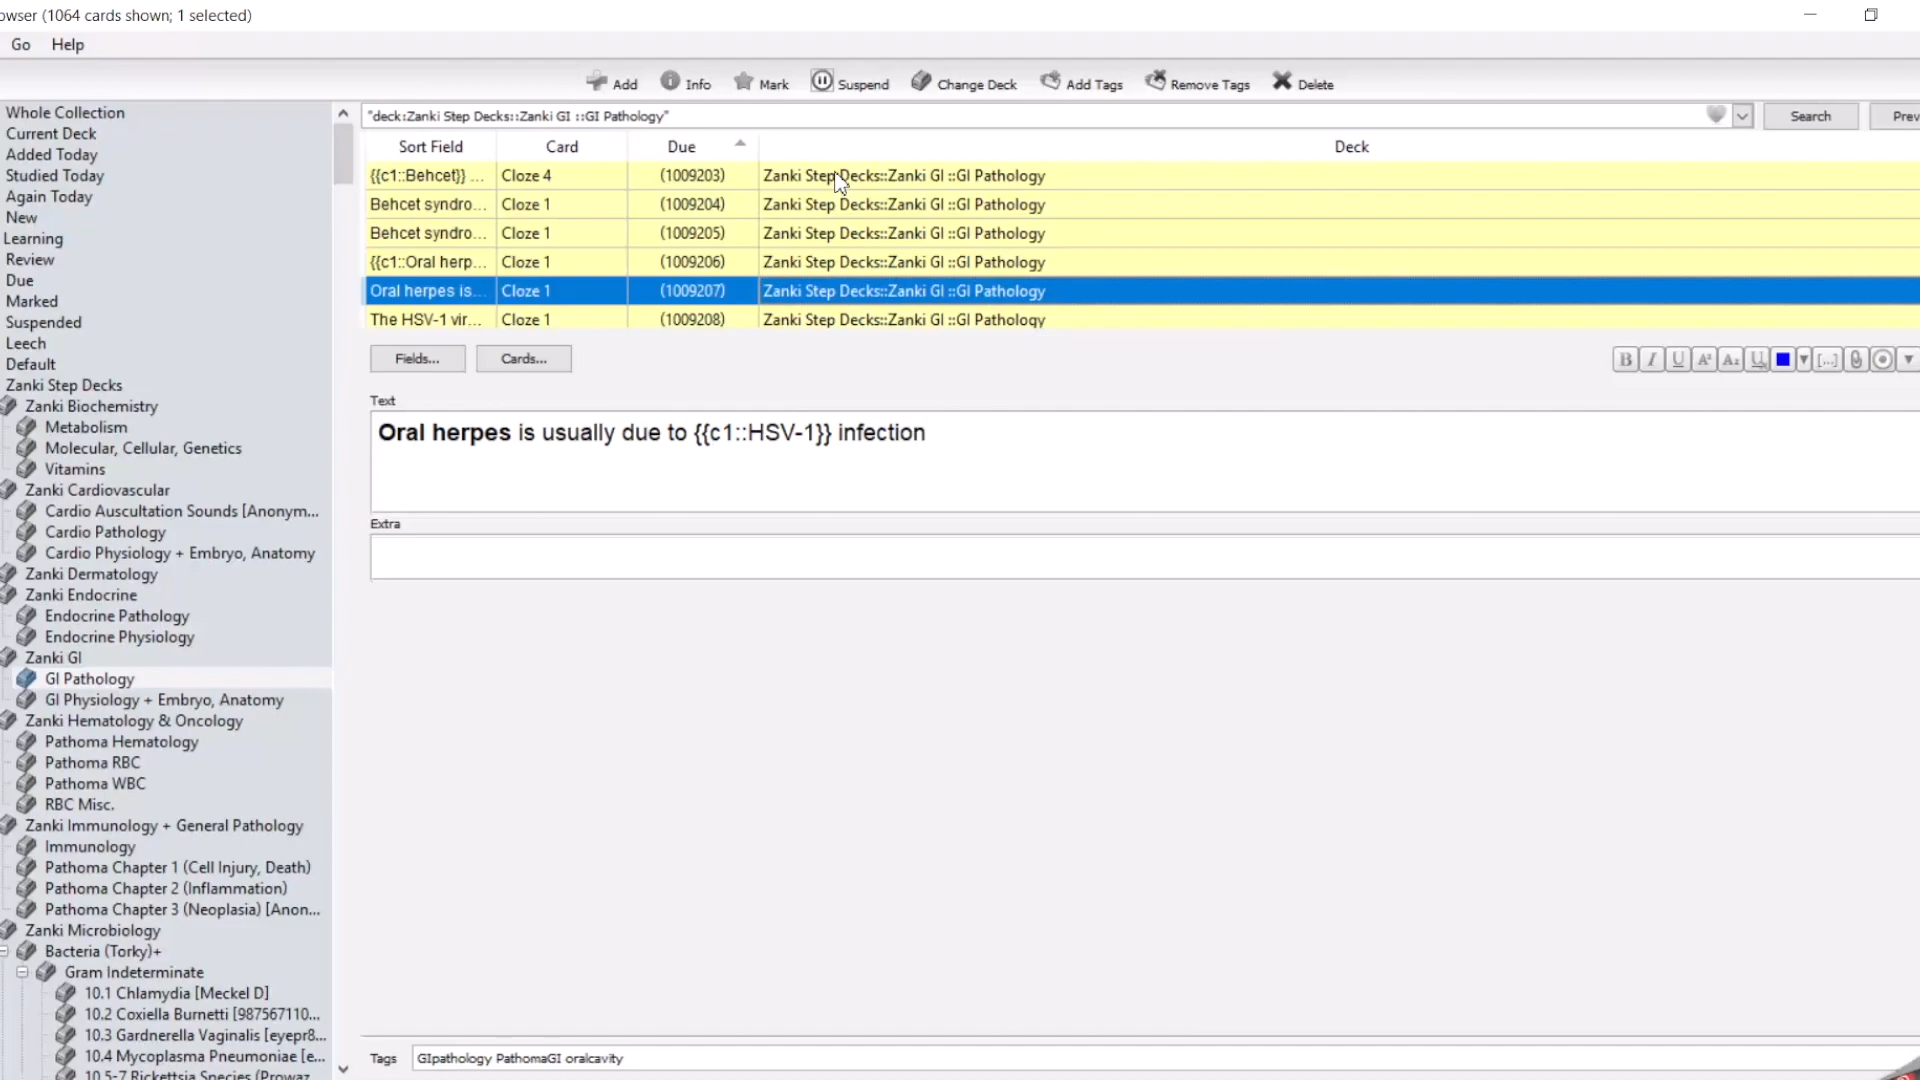 owser (1064 cards shown; 1 selected)
Go Help
Add Info Mark Suspend Change Deck Add Tags Remove Tags Delete
"deck:Zanki Step Decks::Zanki GI ::GI Pathology" Search Prev
Sort Field Card Due Deck
{{c1::Behcet}} ... Cloze 4 (1009203) Zanki Step Decks::Zanki GI ::GI Pathology
Behcet syndro... Cloze 1 (1009204) Zanki Step Decks::Zanki GI ::GI Pathology
Behcet syndro... Cloze 1 (1009205) Zanki Step Decks::Zanki GI ::GI Pathology
{{c1::Oral herp... Cloze 1 (1009206) Zanki Step Decks::Zanki GI ::GI Pathology
Oral herpes is... Cloze 1 (1009207) Zanki Step Decks::Zanki GI ::GI Pathology
The HSV-1 vir... Cloze 1 (1009208) Zanki Step Decks::Zanki GI ::GI Pathology
Fields... Cards... B I U A² A₂ U [...]
Text
Oral herpes is usually due to {{c1::HSV-1}} infection
Extra
Tags GIpathology PathomaGI oralcavity
Whole Collection
Current Deck
Added Today
Studied Today
Again Today
New
Learning
Review
Due
Marked
Suspended
Leech
Default
Zanki Step Decks
Zanki Biochemistry
Metabolism
Molecular, Cellular, Genetics
Vitamins
Zanki Cardiovascular
Cardio Auscultation Sounds [Anonym...
Cardio Pathology
Cardio Physiology + Embryo, Anatomy
Zanki Dermatology
Zanki Endocrine
Endocrine Pathology
Endocrine Physiology
Zanki GI
GI Pathology
GI Physiology + Embryo, Anatomy
Zanki Hematology & Oncology
Pathoma Hematology
Pathoma RBC
Pathoma WBC
RBC Misc.
Zanki Immunology + General Pathology
Immunology
Pathoma Chapter 1 (Cell Injury, Death)
Pathoma Chapter 2 (Inflammation)
Pathoma Chapter 3 (Neoplasia) [Anon...
Zanki Microbiology
Bacteria (Torky)+
Gram Indeterminate
10.1 Chlamydia [Meckel D]
10.2 Coxiella Burnetti [987567110...
10.3 Gardnerella Vaginalis [eyepr8...
10.4 Mycoplasma Pneumoniae [e...
10.5-7 Rickettsia Species (Prowaz...